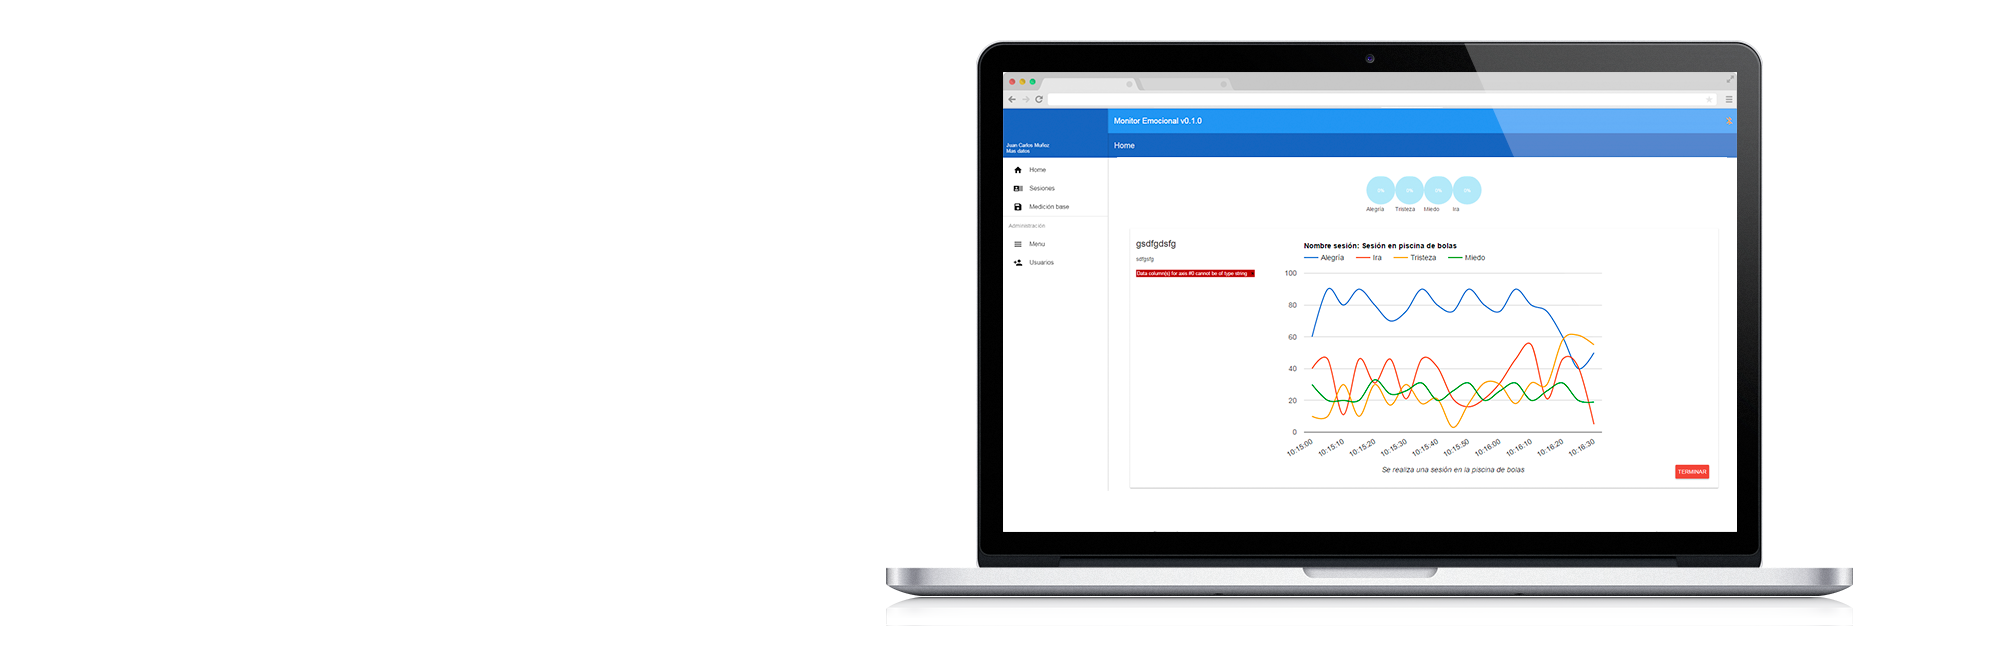 Monitor Emocional v0.1.0
Juan Carlos Muñoz
Mas datos
Home
Home
Sesiones
Medición base
Administración
Menu
Usuarios
Alegría Tristeza Miedo Ira
gsdfgdsfg
sdfgsfg
Data column(s) for axis #0 cannot be of type string
Nombre sesión: Sesión en piscina de bolas
Alegría Ira Tristeza Miedo
100
80
60
40
20
0
10:15:00 10:15:10 10:15:20 10:15:30 10:15:40 10:15:50 10:16:00 10:16:10 10:16:20 10:16:30
Se realiza una sesión en la piscina de bolas
TERMINAR